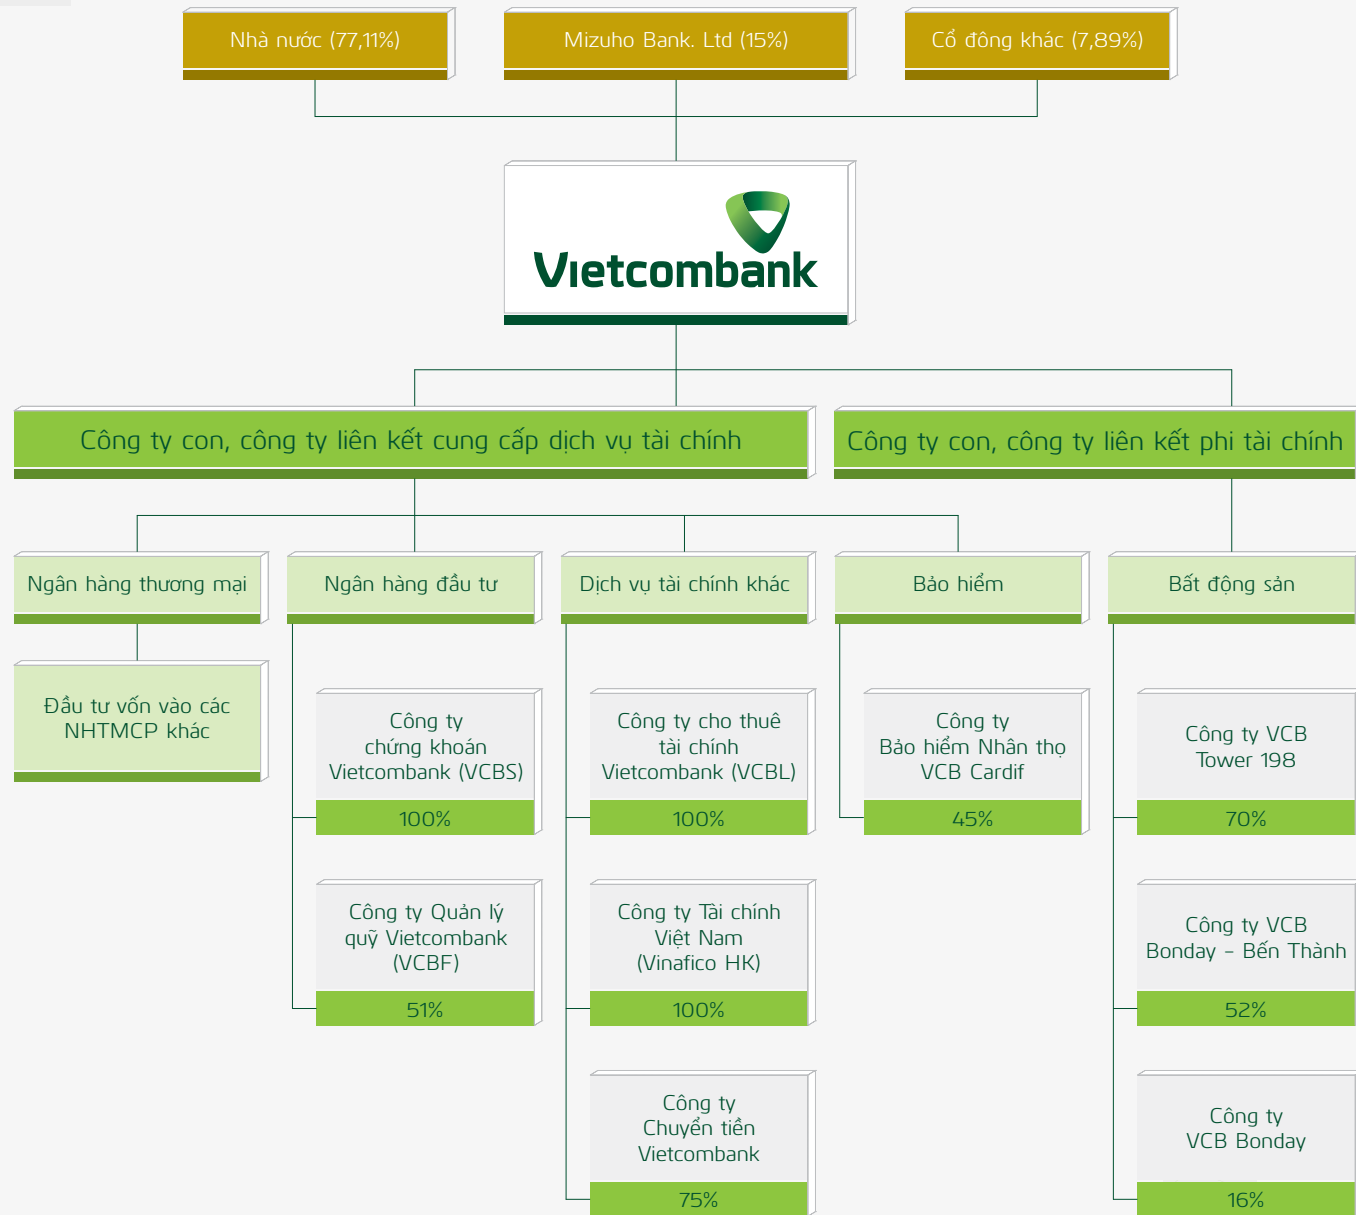 Nhà nước (77,11%)
Mizuho Bank. Ltd (15%)
Cổ đông khác (7,89%)
Vietcombank
Công ty con, công ty liên kết cung cấp dịch vụ tài chính
Công ty con, công ty liên kết phi tài chính
Ngân hàng thương mại
Ngân hàng đầu tư
Dịch vụ tài chính khác
Bảo hiểm
Bất động sản
Đầu tư vốn vào các
NHTMCP khác
Công ty
chứng khoán
Vietcombank (VCBS)
100%
Công ty Quản lý
quỹ Vietcombank
(VCBF)
51%
Công ty cho thuê
tài chính
Vietcombank (VCBL)
100%
Công ty Tài chính
Việt Nam
(Vinafico HK)
100%
Công ty
Chuyển tiền
Vietcombank
75%
Công ty
Bảo hiểm Nhân thọ
VCB Cardif
45%
Công ty VCB
Tower 198
70%
Công ty VCB
Bonday – Bến Thành
52%
Công ty
VCB Bonday
16%